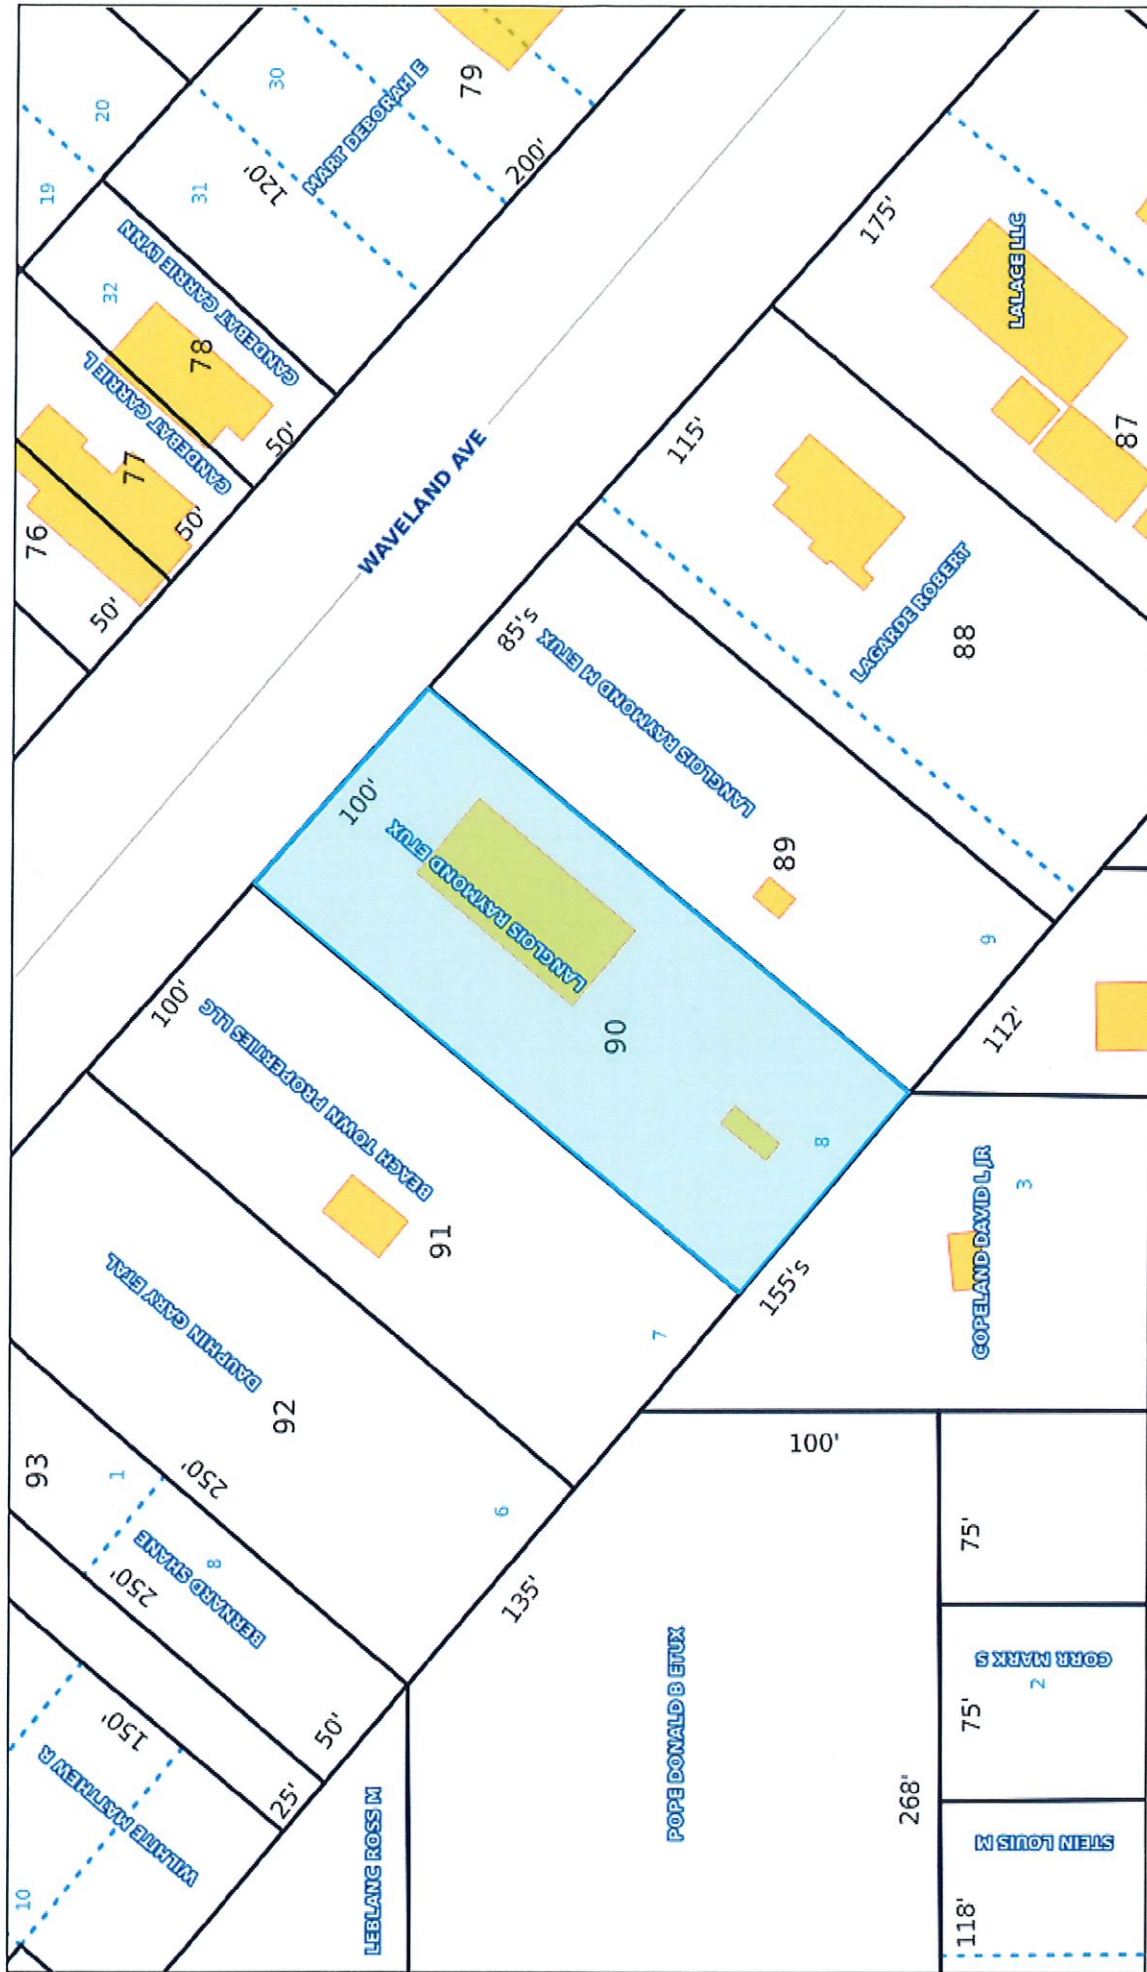 19
20
30
31
120'
MART DEBORAH E
79
200'
32
CANDEBAT CARRIE LYNN
78
50'
CANDEBAT CARRIE L
77
50'
76
50'
WAVELAND AVE
175'
LALACE LLC
87
115'
LAGARDE ROBERT
88
85's
LANGLOIS RAYMOND M ETUX
89
9
112'
100'
LANGLOIS RAYMOND ETUX
90
8
155's
100'
BEACH TOWN PROPERTIES LLC
91
7
DAUPHIN GARY ETAL
92
6
135'
93
1
250'
8
BERNARD SHANE
250'
50'
150'
25'
WILHITE MATTHEW R
10
COPELAND DAVID L JR
3
100'
75'
CORR MARK S
2
75'
POPE DONALD B ETUX
268'
STEIN LOUIS M
118'
LEBLANC ROSS M